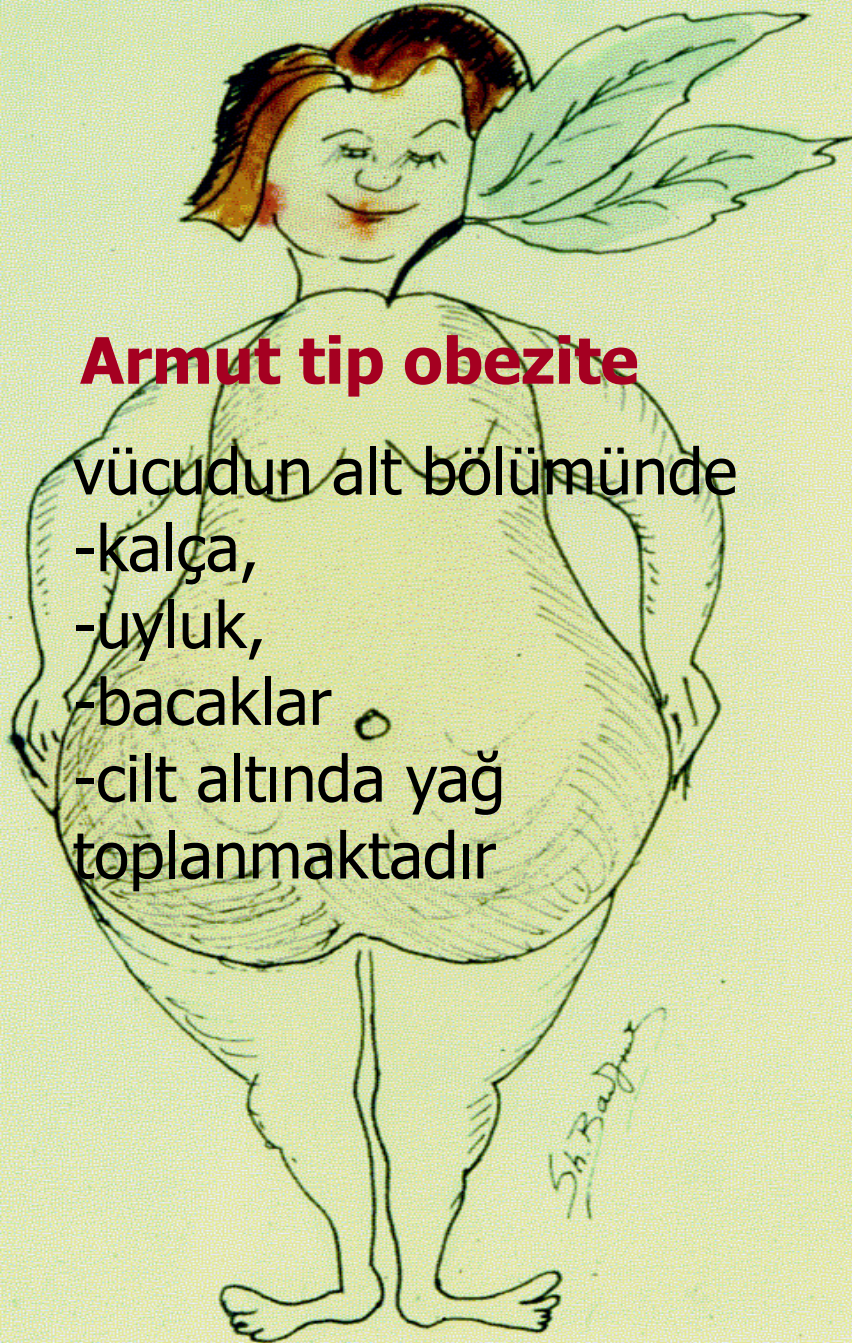 Armut tip obezite
vücudun alt bölümünde
-kalça,
-uyluk,
-bacaklar
-cilt altında yağ
toplanmaktadır